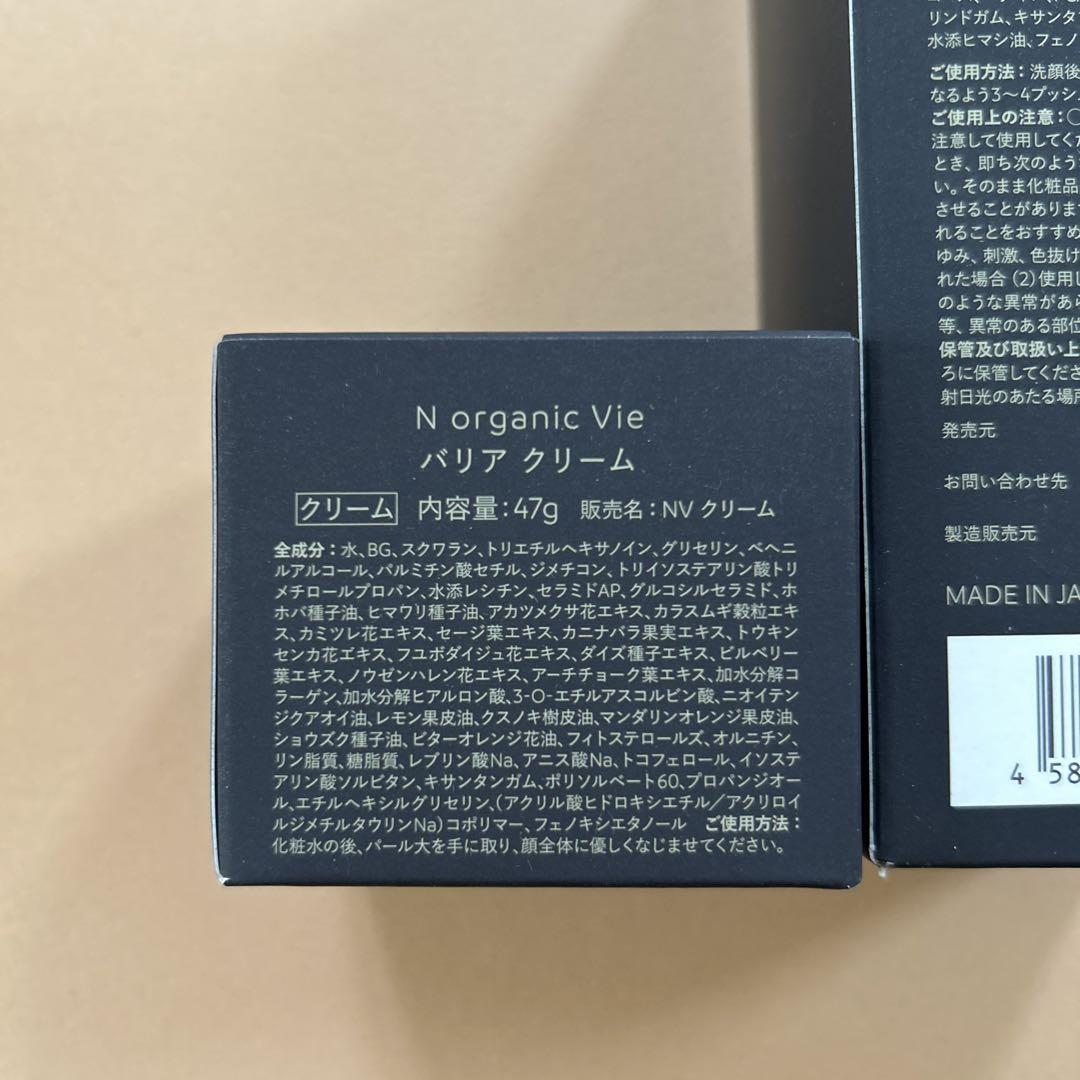 N organic Vie
バリア クリーム
クリーム 内容量:47g 販売名:NV クリーム
全成分:水、BG、スクワラン、トリエチルヘキサノイン、グリセリン、ベヘニ
ルアルコール、パルミチン酸セチル、ジメチコン、トリイソステアリン酸トリ
メチロールプロパン、水添レシチン、セラミドAP、グルコシルセラミド、ホ
ホバ種子油、ヒマワリ種子油、アカツメクサ花エキス、カラスムギ穀粒エキ
ス、カミツレ花エキス、セージ葉エキス、カニナバラ果実エキス、トウキン
センカ花エキス、フユボダイジュ花エキス、ダイズ種子エキス、ビルベリー
葉エキス、ノウゼンハレン花エキス、アーチチョーク葉エキス、加水分解コ
ラーゲン、加水分解ヒアルロン酸、3-O-エチルアスコルビン酸、ニオイテン
ジクアオイ油、レモン果皮油、クスノキ樹皮油、マンダリンオレンジ果皮油、
ショウズク種子油、ビターオレンジ花油、フィトステロールズ、オルニチン、
リン脂質、糖脂質、レブリン酸Na、アニス酸Na、トコフェロール、イソステ
アリン酸ソルビタン、キサンタンガム、ポリソルベート60、プロパンジオー
ル、エチルヘキシルグリセリン、(アクリル酸ヒドロキシエチル/アクリロイ
ルジメチルタウリンNa)コポリマー、フェノキシエタノール ご使用方法:
化粧水の後、パール大を手に取り、顔全体に優しくなじませてください。
リンドガム、キサンタ
水添ヒマシ油、フェノ
ご使用方法:洗顔後
なるよう3〜4プッシュ
ご使用上の注意:○
注意して使用してくだ
とき、即ち次のよう
い。そのまま化粧品
させることがありま
れることをおすすめ
ゆみ、刺激、色抜け
れた場合(2)使用し
のような異常があら
等、異常のある部位
保管及び取扱い上
ろに保管してくださ
射日光のあたる場所
発売元
お問い合わせ先
製造販売元
MADE IN JA
4 58